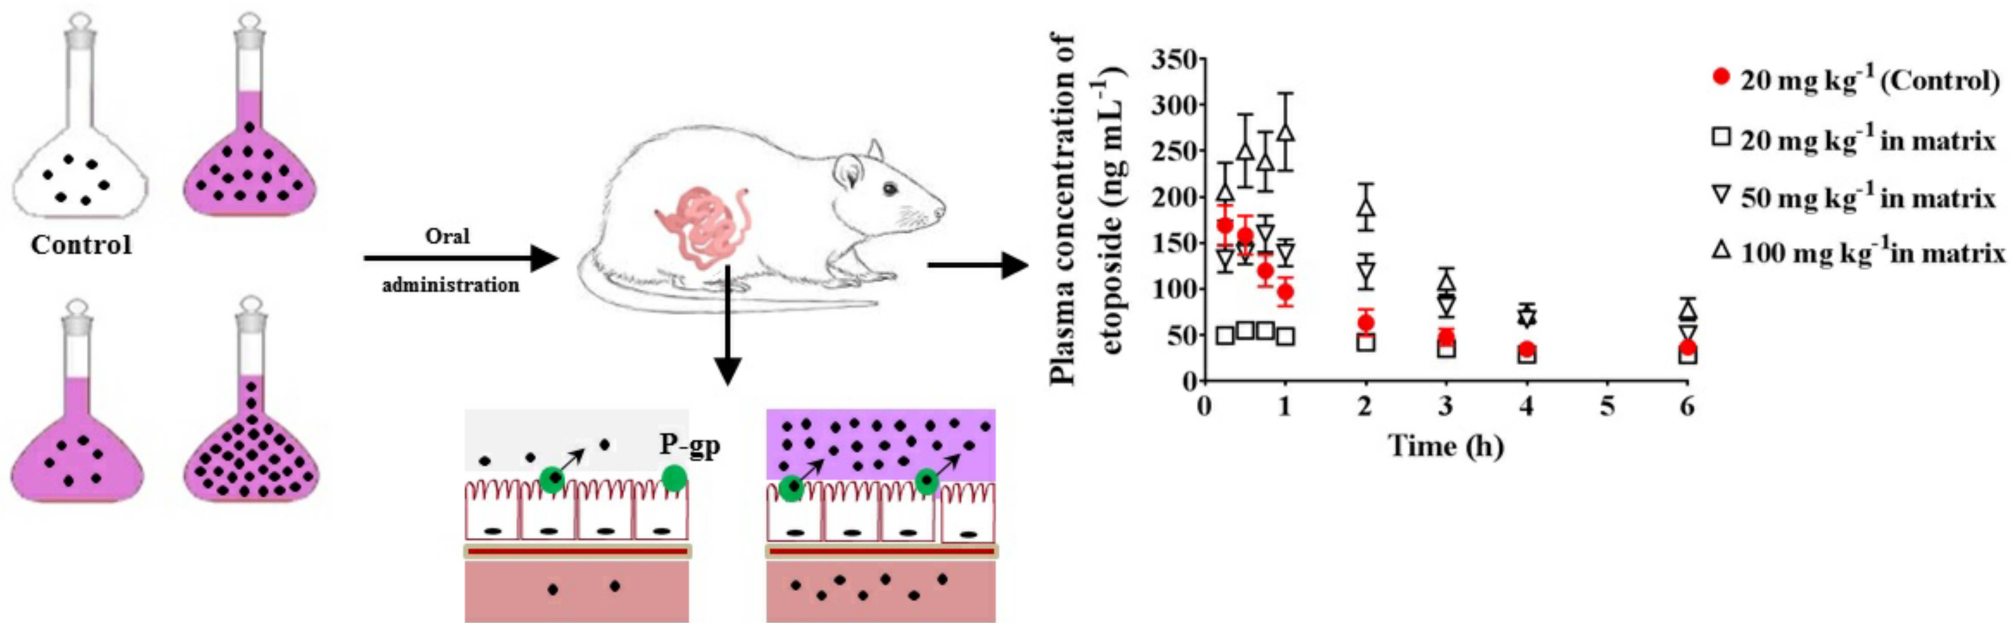 Control
Oral
administration
P-gp
Plasma concentration of
etoposide (ng mL⁻¹)
350
300
250
200
150
100
50
0
0 1 2 3 4 5 6
Time (h)
20 mg kg⁻¹ (Control)
20 mg kg⁻¹ in matrix
50 mg kg⁻¹ in matrix
100 mg kg⁻¹in matrix